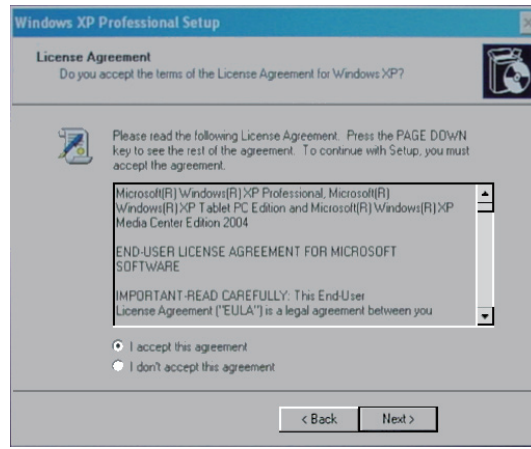 Windows XP Professional Setup
License Agreement
Do you accept the terms of the License Agreement for Windows XP?
Please read the following License Agreement. Press the PAGE DOWN
key to see the rest of the agreement. To continue with Setup, you must
accept the agreement.
Microsoft(R) Windows(R) XP Professional, Microsoft(R)
Windows(R) XP Tablet PC Edition and Microsoft(R) Windows(R) XP
Media Center Edition 2004
END-USER LICENSE AGREEMENT FOR MICROSOFT
SOFTWARE
IMPORTANT-READ CAREFULLY: This End-User
License Agreement ("EULA") is a legal agreement between you
I accept this agreement
I don't accept this agreement
< Back
Next >